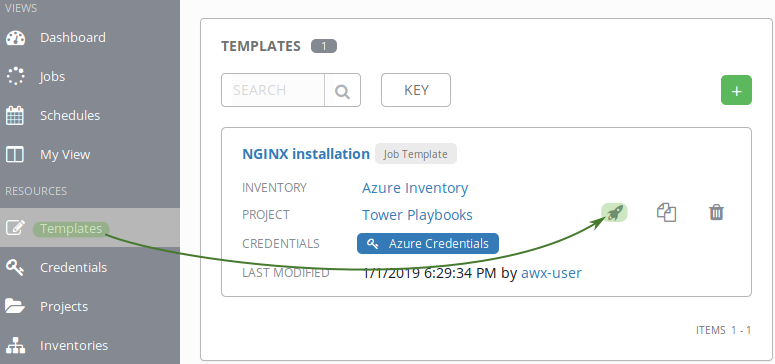 VIEWS
Dashboard
Jobs
Schedules
My View
RESOURCES
Templates
Credentials
Projects
Inventories
TEMPLATES 1
SEARCH KEY +
NGINX installation Job Template
INVENTORY Azure Inventory
PROJECT Tower Playbooks
CREDENTIALS Azure Credentials
LAST MODIFIED 1/1/2019 6:29:34 PM by awx-user
ITEMS 1 - 1